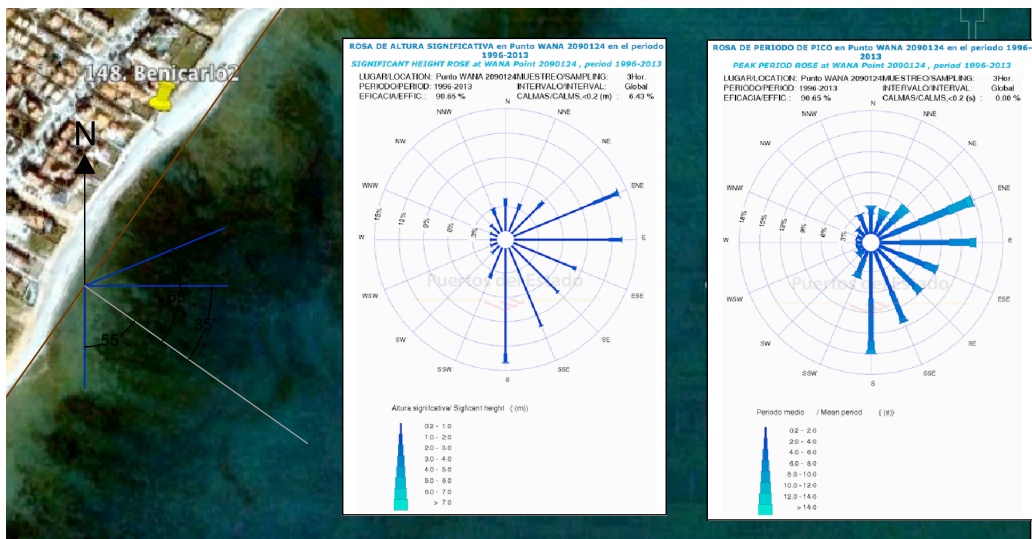 148. Benicarló2
N
55
58
35
ROSA DE ALTURA SIGNIFICATIVA en Punto WANA 2090124 en el periodo
1996-2013
SIGNIFICANT HEIGHT ROSE at WANA Point 2090124 , period 1996-2013
LUGAR/LOCATION: Punto WANA 2090124 MUESTREO/SAMPLING: 3Hor.
PERIODO/PERIOD: 1996-2013 INTERVALO/INTERVAL: Global
EFICACIA/EFFIC.: 90.65 % CALMAS/CALMS,<0.2 (m) : 6.43 %
N
NNW
NNE
NW
NE
WNW
ENE
15%
12%
9%
6%
3%
W
E
Puertos del Estado
WSW
ESE
SW
SE
SSW
SSE
S
Altura signifcativa/ Sigficant height ( (m))
0.2 - 1.0
1.0 - 2.0
2.0 - 3.0
3.0 - 4.0
4.0 - 5.0
5.0 - 6.0
6.0 - 7.0
> 7.0
ROSA DE PERIODO DE PICO en Punto WANA 2090124 en el periodo 1996-
2013
PEAK PERIOD ROSE at WANA Point 2090124 , period 1996-2013
LUGAR/LOCATION: Punto WANA 2090124 MUESTREO/SAMPLING: 3Hor.
PERIODO/PERIOD: 1996-2013 INTERVALO/INTERVAL: Global
EFICACIA/EFFIC.: 90.65 % CALMAS/CALMS,<0.2 (s) : 0.00 %
N
NNW
NNE
NW
NE
WNW
ENE
18%
15%
12%
9%
6%
3%
W
E
Puertos del Estado
WSW
ESE
SW
SE
SSW
SSE
S
Periodo medio / Mean period ( (s))
0.2 - 2.0
2.0 - 4.0
4.0 - 6.0
6.0 - 8.0
8.0 - 10.0
10.0 - 12.0
12.0 - 14.0
> 14.0